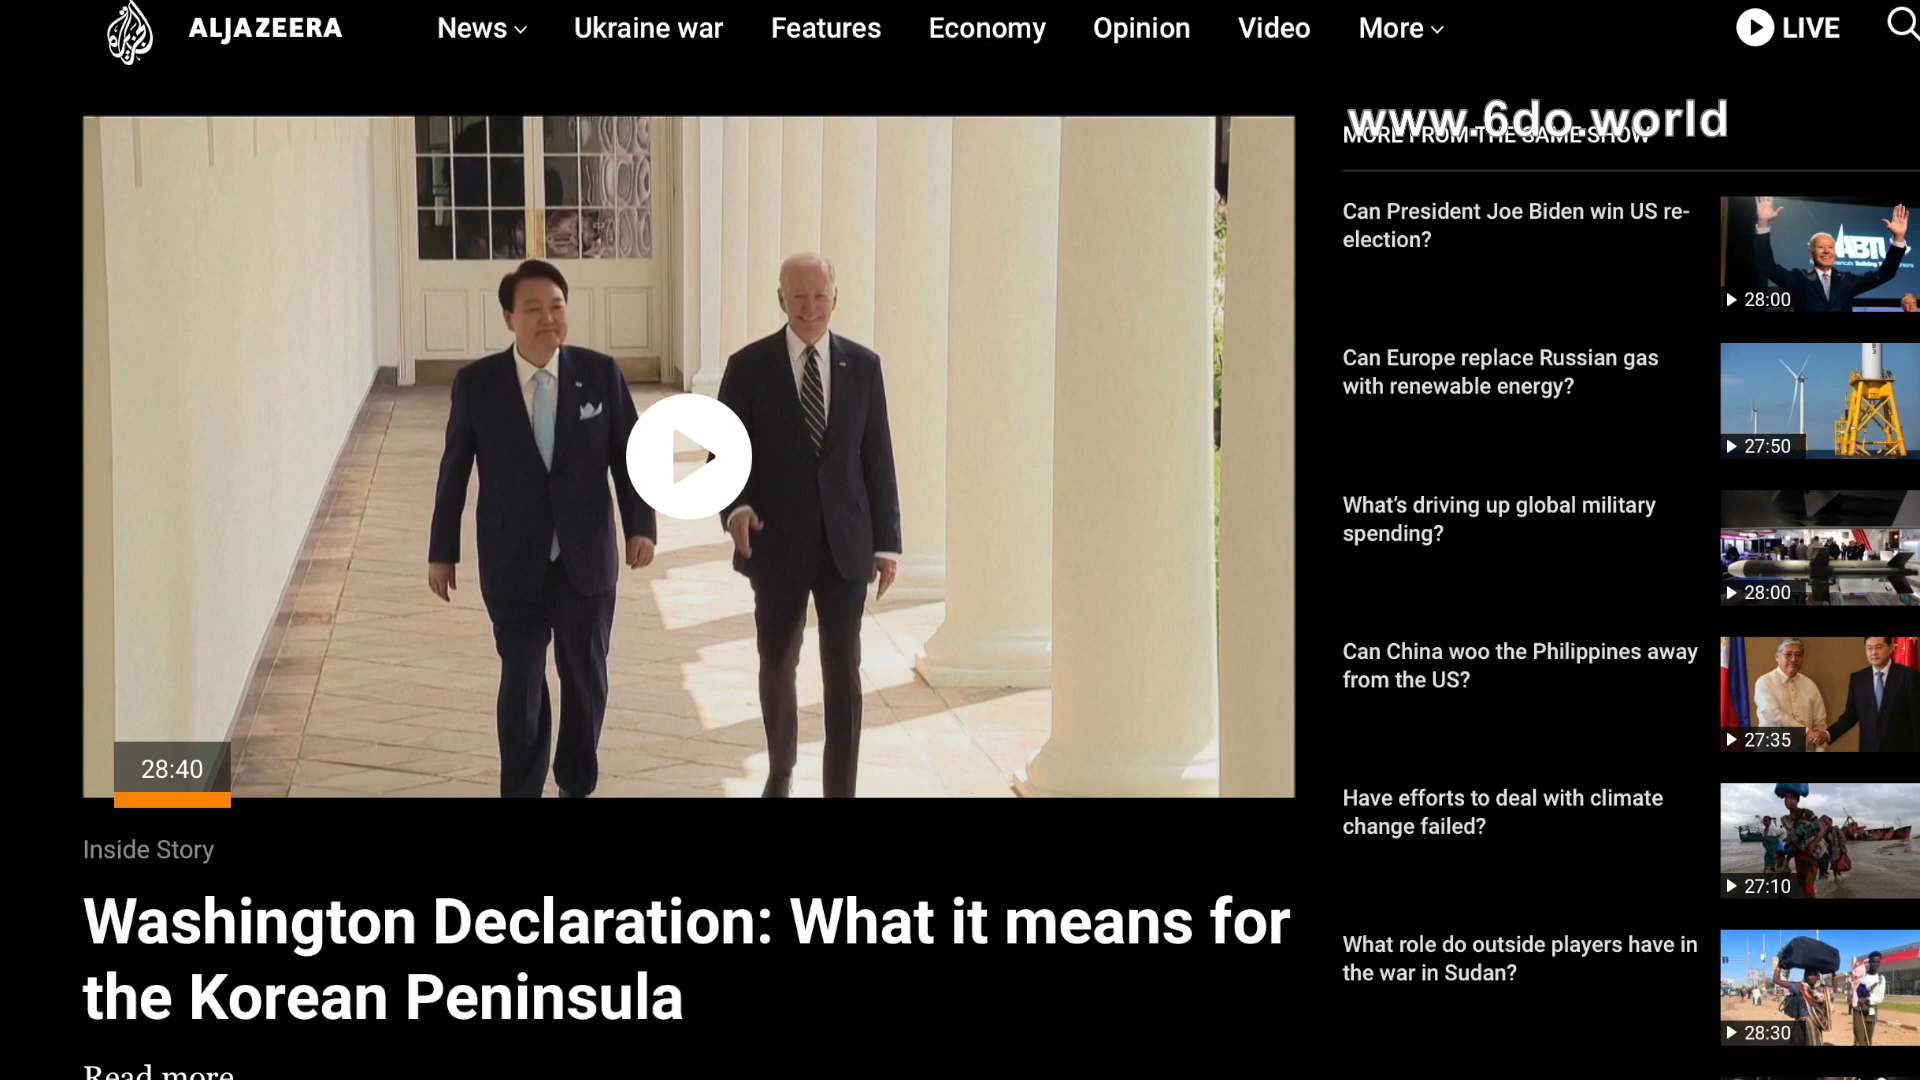 ALJAZEERA
News
Ukraine war
Features
Economy
Opinion
Video
More
LIVE
www.6do.world
MORE FROM THE SAME SHOW
Can President Joe Biden win US re-
election?
28:00
Can Europe replace Russian gas
with renewable energy?
27:50
What’s driving up global military
spending?
28:00
Can China woo the Philippines away
from the US?
27:35
Have efforts to deal with climate
change failed?
27:10
What role do outside players have in
the war in Sudan?
28:30
28:40
Inside Story
Washington Declaration: What it means for
the Korean Peninsula
Read more